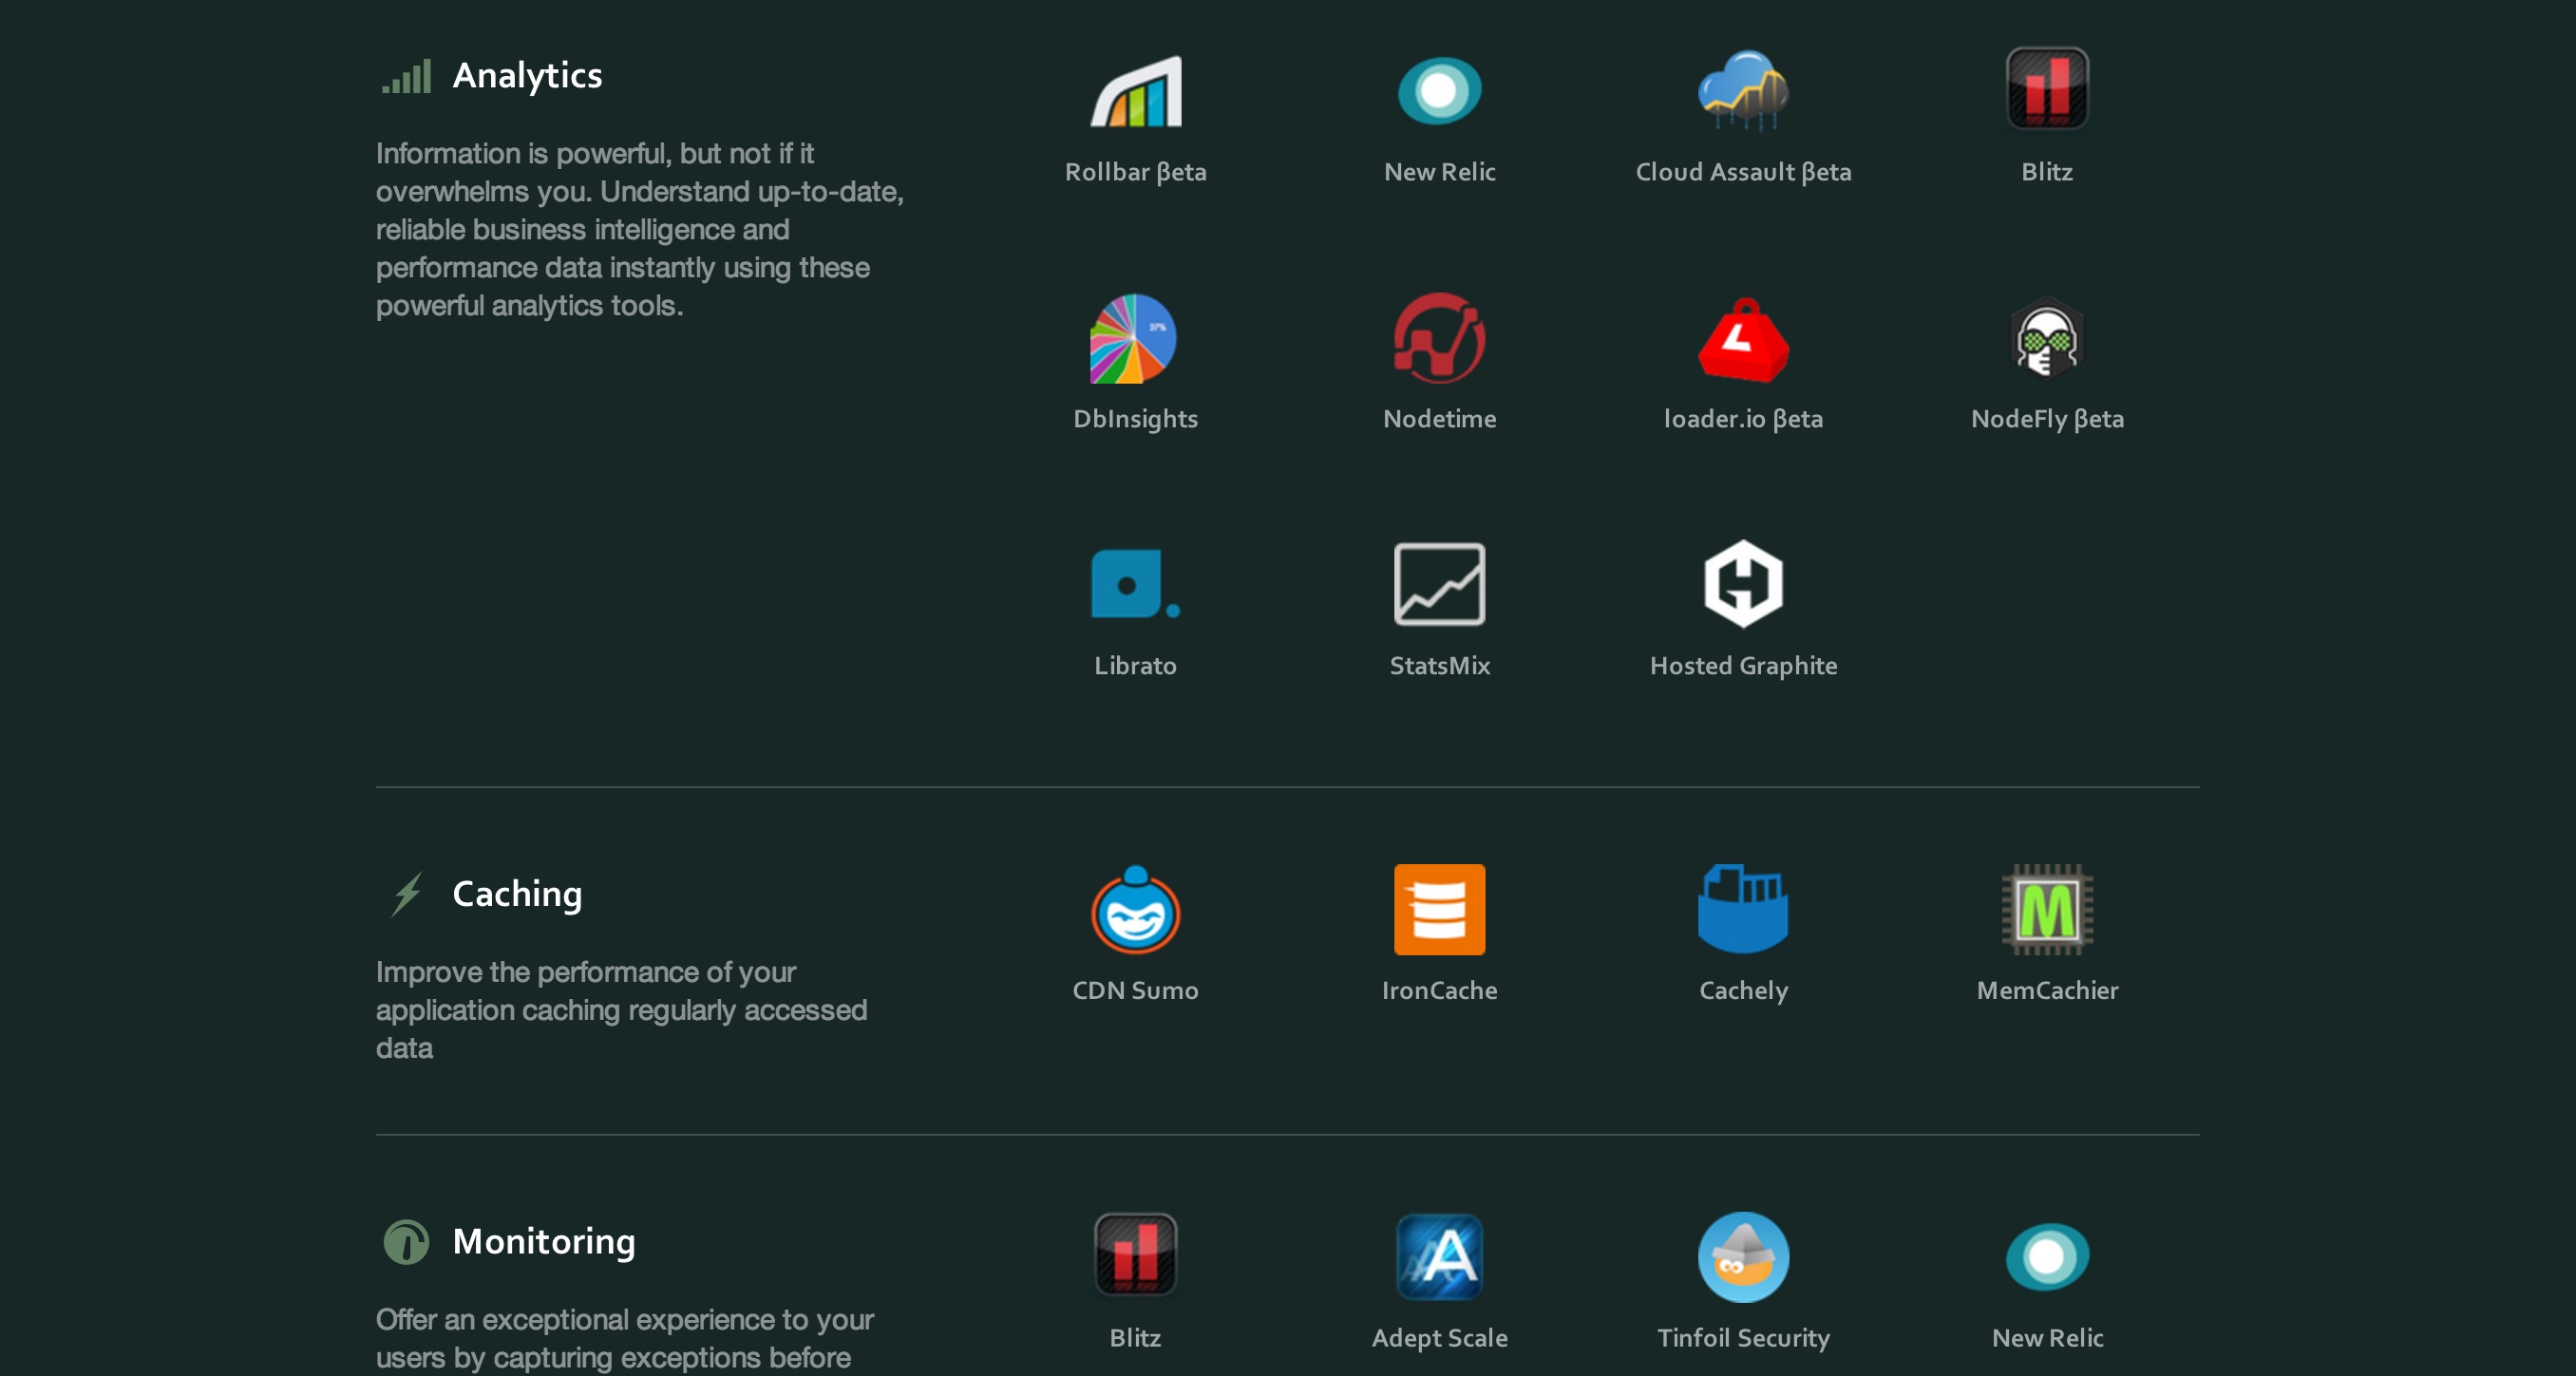 Analytics
Information is powerful, but not if it
overwhelms you. Understand up-to-date,
reliable business intelligence and
performance data instantly using these
powerful analytics tools.
Rollbar βeta
New Relic
Cloud Assault βeta
Blitz
37%
DbInsights
Nodetime
L
loader.io βeta
NodeFly βeta
Librato
StatsMix
Hosted Graphite
Caching
Improve the performance of your
application caching regularly accessed
data
CDN Sumo
IronCache
Cachely
M
MemCachier
Monitoring
Offer an exceptional experience to your
users by capturing exceptions before
Blitz
A
Adept Scale
Tinfoil Security
New Relic